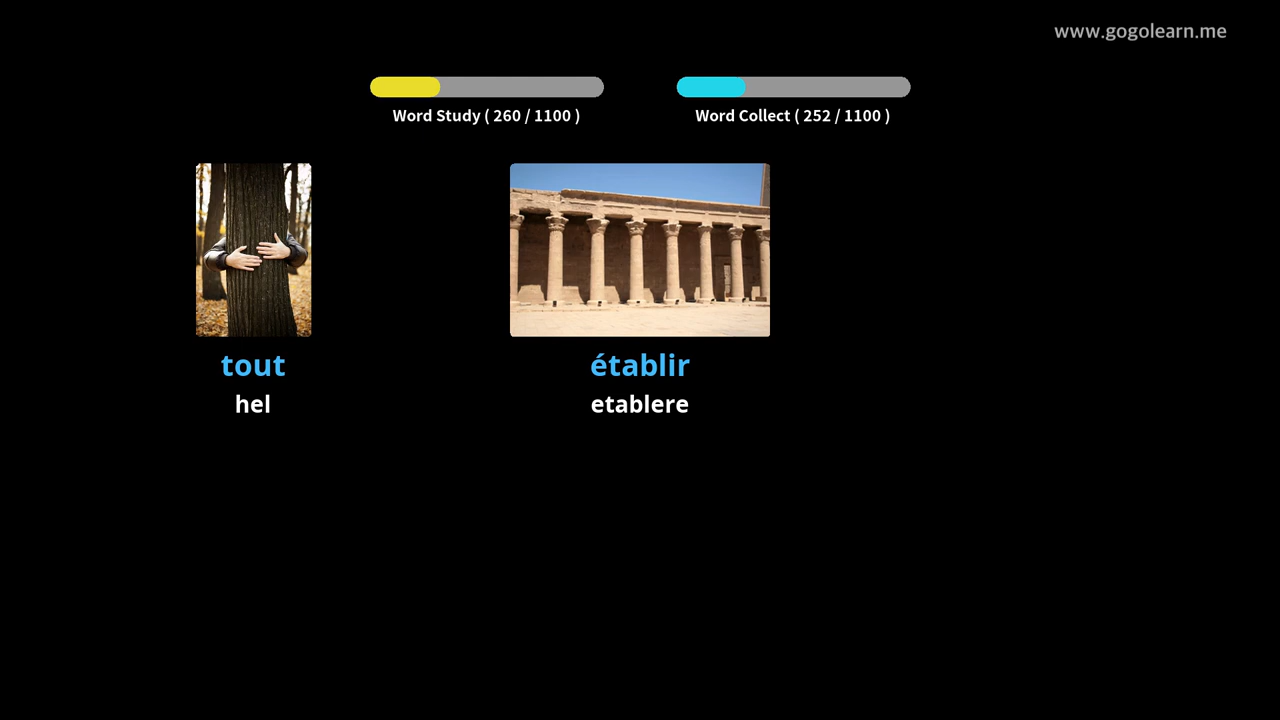 www.gogolearn.me
Word Study ( 260 / 1100 )
Word Collect ( 252 / 1100 )
tout
hel
établir
etablere